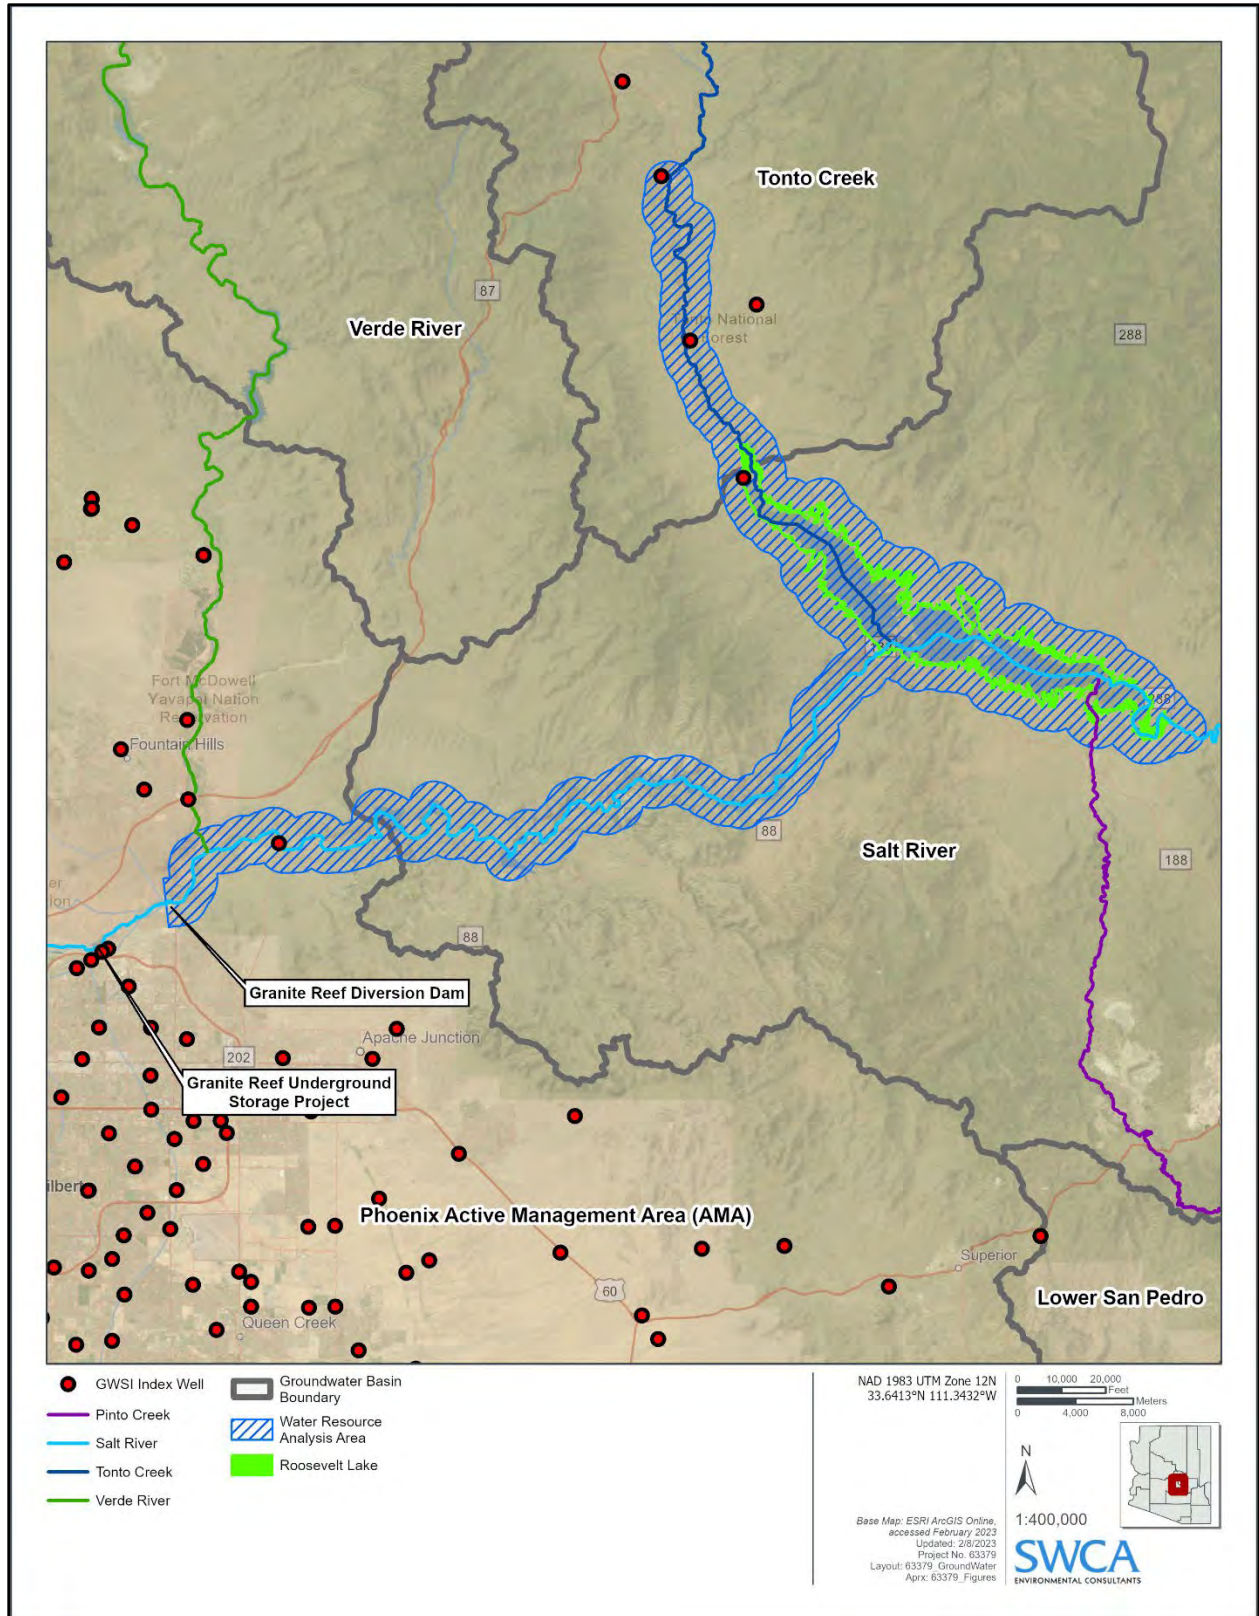 Tonto Creek
87
Verde River
National
288
Fort McDowell
Yavapai Nation
Fountain Hills
288
88
Salt River
188
88
Granite Reef Diversion Dam
Apache Junction
202
Granite Reef Underground
Storage Project
ilbert
Phoenix Active Management Area (AMA)
Superior
60
Lower San Pedro
Queen Creek
GWSI Index Well
Pinto Creek
Salt River
Tonto Creek
Verde River
Groundwater Basin
Boundary
Water Resource
Analysis Area
Roosevelt Lake
NAD 1983 UTM Zone 12N
33.6413°N 111.3432°W
0 10,000 20,000
Feet
Meters
0 4,000 8,000
N
1:400,000
Base Map: ESRI ArcGIS Online,
accessed February 2023
Updated: 2/8/2023
Project No. 63379
Layout: 63379_GroundWater
Aprx: 63379_Figures
SWCA
ENVIRONMENTAL CONSULTANTS